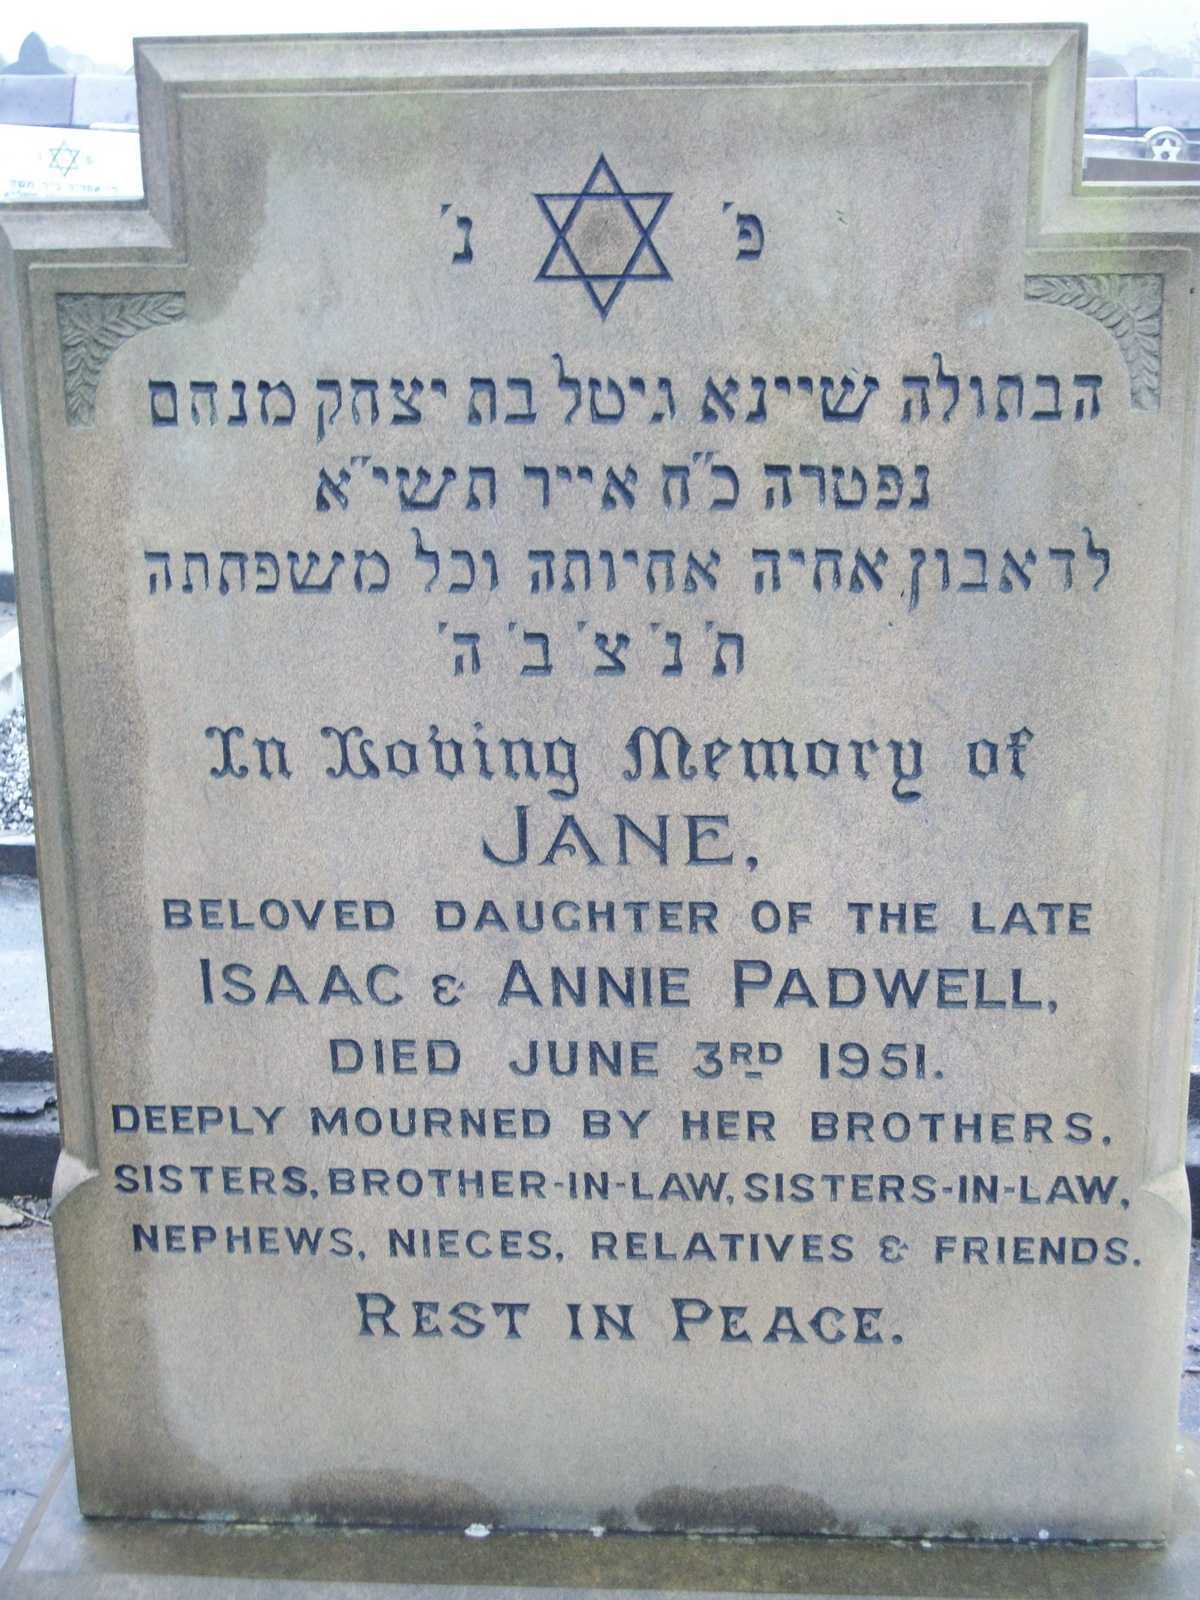 פ׳ נ׳
הבתולה שיינא גיטל בת יצחק מנחם
נפטרה כ״ח אייר תשי״א
לדאבון אחיה אחיותה וכל משפחתה
ת׳ נ׳ צ׳ ב׳ ה׳
In Loving Memory of
JANE,
BELOVED DAUGHTER OF THE LATE
ISAAC & ANNIE PADWELL,
DIED JUNE 3RD 1951.
DEEPLY MOURNED BY HER BROTHERS,
SISTERS, BROTHER-IN-LAW, SISTERS-IN-LAW,
NEPHEWS, NIECES, RELATIVES & FRIENDS.
REST IN PEACE.